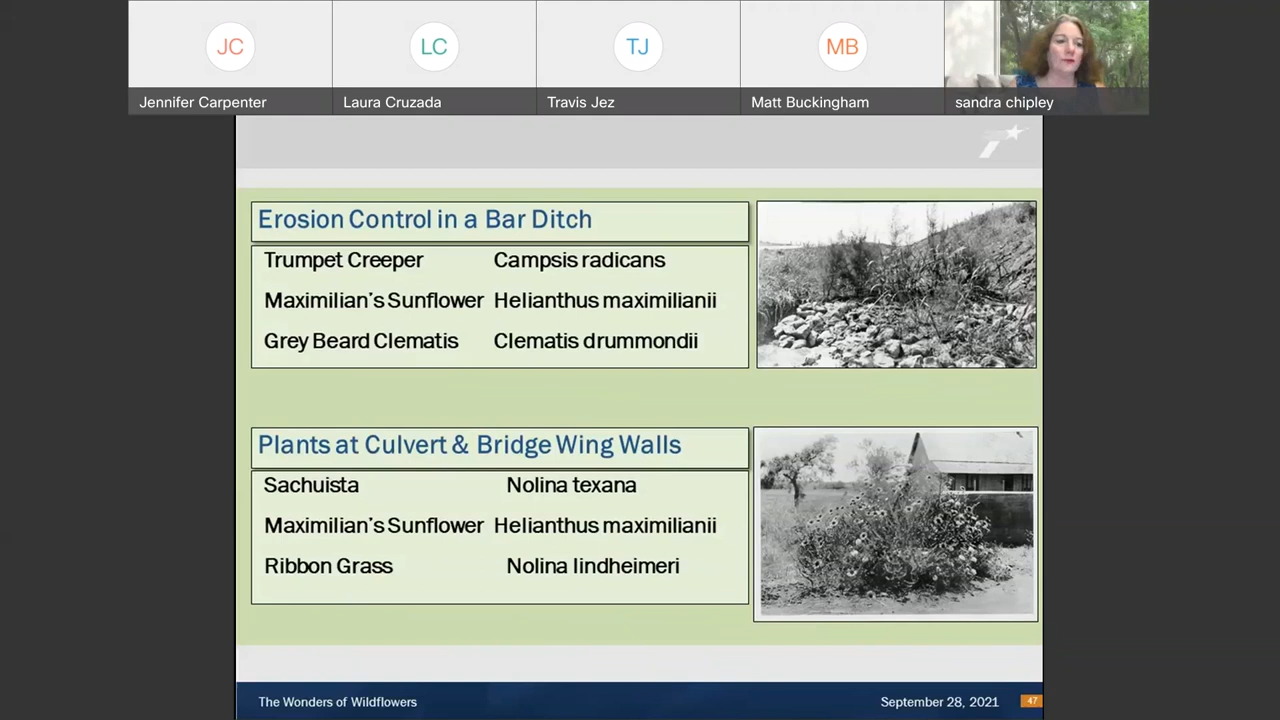 JC
LC
TJ
MB
Jennifer Carpenter
Laura Cruzada
Travis Jez
Matt Buckingham
sandra chipley
Erosion Control in a Bar Ditch
Trumpet Creeper Campsis radicans
Maximilian's Sunflower Helianthus maximilianii
Grey Beard Clematis Clematis drummondii
Plants at Culvert & Bridge Wing Walls
Sachuista Nolina texana
Maximilian's Sunflower Helianthus maximilianii
Ribbon Grass Nolina lindheimeri
The Wonders of Wildflowers September 28, 2021 47